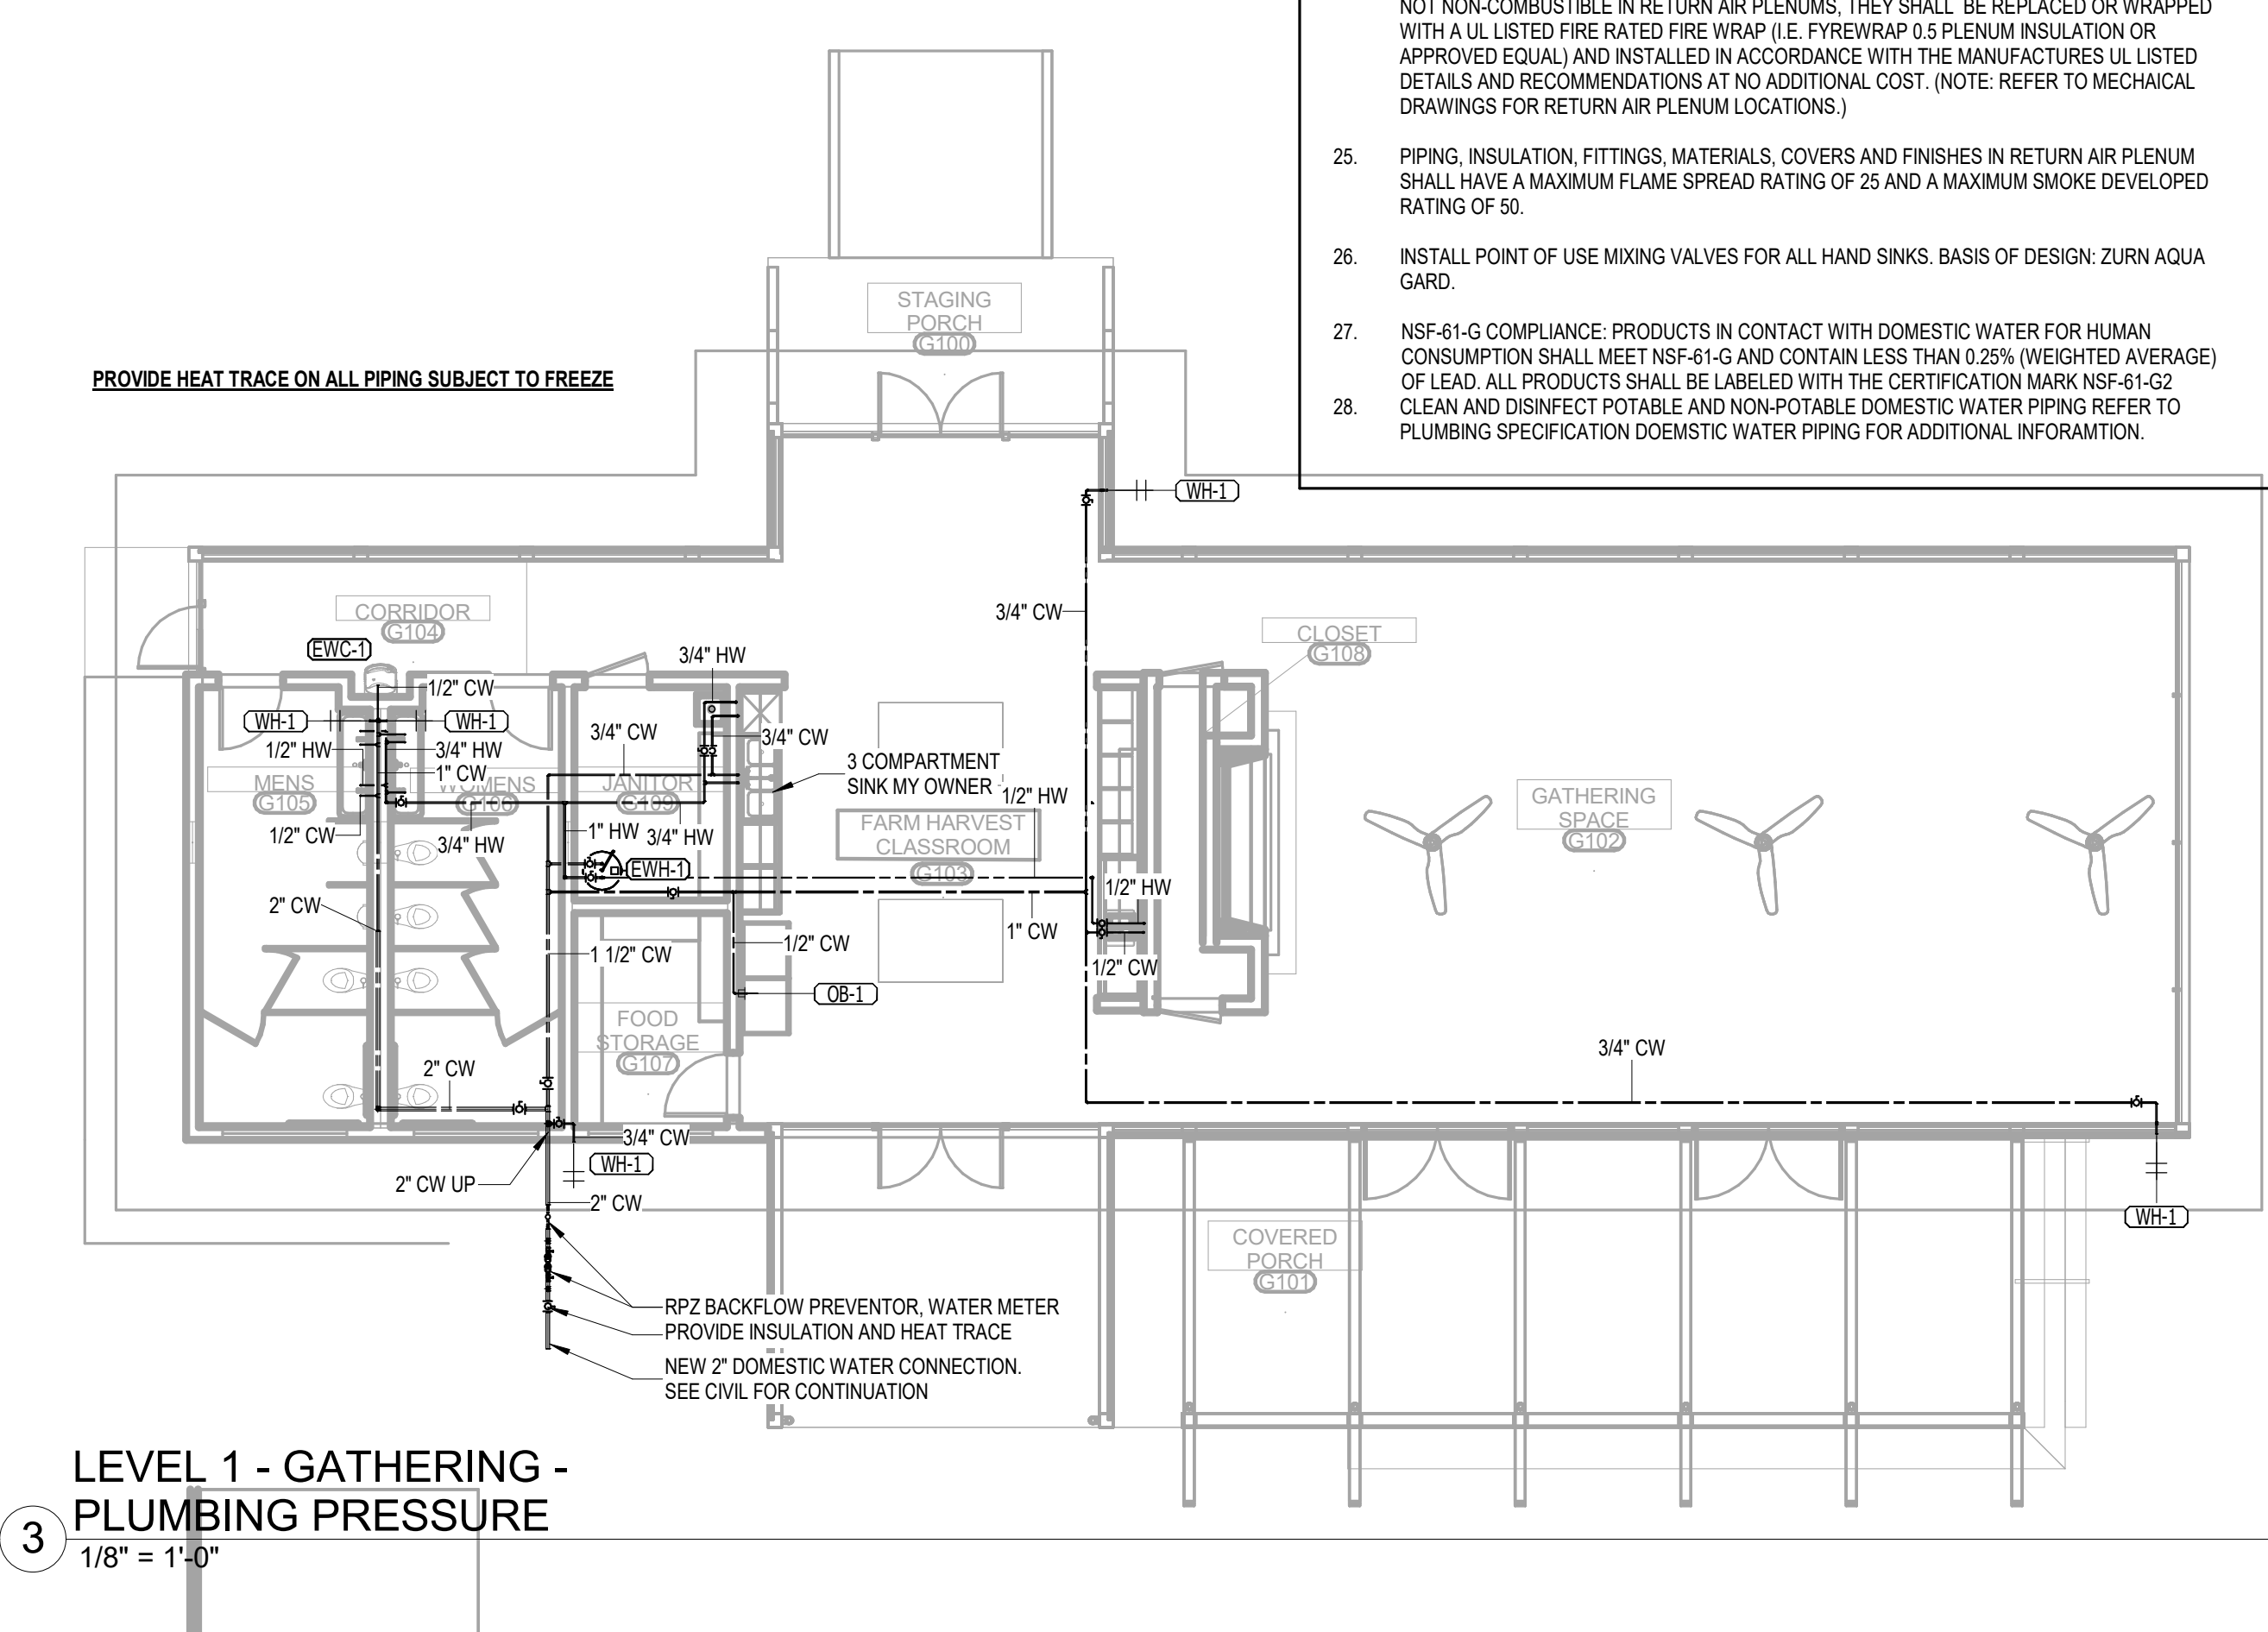 NOT NON-COMBUSTIBLE IN RETURN AIR PLENUMS, THEY SHALL BE REPLACED OR WRAPPED
WITH A UL LISTED FIRE RATED FIRE WRAP (I.E. FYREWRAP 0.5 PLENUM INSULATION OR
APPROVED EQUAL) AND INSTALLED IN ACCORDANCE WITH THE MANUFACTURES UL LISTED
DETAILS AND RECOMMENDATIONS AT NO ADDITIONAL COST. (NOTE: REFER TO MECHAICAL
DRAWINGS FOR RETURN AIR PLENUM LOCATIONS.)
25. PIPING, INSULATION, FITTINGS, MATERIALS, COVERS AND FINISHES IN RETURN AIR PLENUM
SHALL HAVE A MAXIMUM FLAME SPREAD RATING OF 25 AND A MAXIMUM SMOKE DEVELOPED
RATING OF 50.
26. INSTALL POINT OF USE MIXING VALVES FOR ALL HAND SINKS. BASIS OF DESIGN: ZURN AQUA
GARD.
27. NSF-61-G COMPLIANCE: PRODUCTS IN CONTACT WITH DOMESTIC WATER FOR HUMAN
CONSUMPTION SHALL MEET NSF-61-G AND CONTAIN LESS THAN 0.25% (WEIGHTED AVERAGE)
OF LEAD. ALL PRODUCTS SHALL BE LABELED WITH THE CERTIFICATION MARK NSF-61-G2
28. CLEAN AND DISINFECT POTABLE AND NON-POTABLE DOMESTIC WATER PIPING REFER TO
PLUMBING SPECIFICATION DOEMSTIC WATER PIPING FOR ADDITIONAL INFORAMTION.
STAGING
PORCH
G100
PROVIDE HEAT TRACE ON ALL PIPING SUBJECT TO FREEZE
WH-1
CORRIDOR
G104
3/4" CW
CLOSET
G108
EWC-1
3/4" HW
1/2" CW
WH-1
WH-1
3/4" CW
3/4" CW
1/2" HW
3/4" HW
1" CW
3 COMPARTMENT
SINK MY OWNER
MENS
G105
WOMENS
G106
JANITOR
G109
1/2" HW
GATHERING
SPACE
G102
1/2" CW
3/4" HW
1" HW
3/4" HW
FARM HARVEST
CLASSROOM
G103
EWH-1
1/2" HW
2" CW
1" CW
1/2" CW
1 1/2" CW
1/2" CW
OB-1
FOOD
STORAGE
G107
2" CW
3/4" CW
3/4" CW
WH-1
2" CW UP
2" CW
WH-1
COVERED
PORCH
G101
RPZ BACKFLOW PREVENTOR, WATER METER
PROVIDE INSULATION AND HEAT TRACE
NEW 2" DOMESTIC WATER CONNECTION.
SEE CIVIL FOR CONTINUATION
LEVEL 1 - GATHERING -
PLUMBING PRESSURE
3
1/8" = 1'-0"